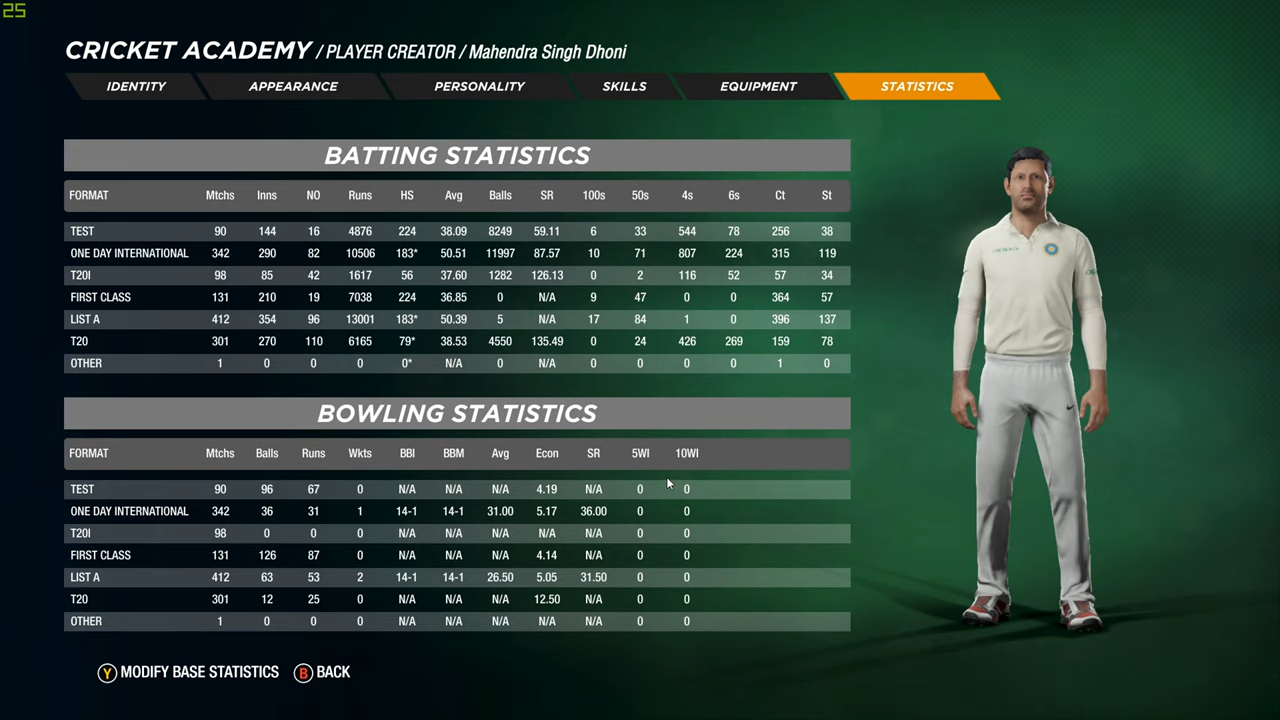 25
CRICKET ACADEMY / PLAYER CREATOR / Mahendra Singh Dhoni
IDENTITY APPEARANCE PERSONALITY SKILLS EQUIPMENT STATISTICS
BATTING STATISTICS
FORMAT Mtchs Inns NO Runs HS Avg Balls SR 100s 50s 4s 6s Ct St
TEST 90 144 16 4876 224 38.09 8249 59.11 6 33 544 78 256 38
ONE DAY INTERNATIONAL 342 290 82 10506 183* 50.51 11997 87.57 10 71 807 224 315 119
T20I 98 85 42 1617 56 37.60 1282 126.13 0 2 116 52 57 34
FIRST CLASS 131 210 19 7038 224 36.85 0 N/A 9 47 0 0 364 57
LIST A 412 354 96 13001 183* 50.39 5 N/A 17 84 1 0 396 137
T20 301 270 110 6165 79* 38.53 4550 135.49 0 24 426 269 159 78
OTHER 1 0 0 0 0* N/A 0 N/A 0 0 0 0 1 0
BOWLING STATISTICS
FORMAT Mtchs Balls Runs Wkts BBI BBM Avg Econ SR 5WI 10WI
TEST 90 96 67 0 N/A N/A N/A 4.19 N/A 0 0
ONE DAY INTERNATIONAL 342 36 31 1 14-1 14-1 31.00 5.17 36.00 0 0
T20I 98 0 0 0 N/A N/A N/A N/A N/A 0 0
FIRST CLASS 131 126 87 0 N/A N/A N/A 4.14 N/A 0 0
LIST A 412 63 53 2 14-1 14-1 26.50 5.05 31.50 0 0
T20 301 12 25 0 N/A N/A N/A 12.50 N/A 0 0
OTHER 1 0 0 0 N/A N/A N/A N/A N/A 0 0
Y MODIFY BASE STATISTICS B BACK